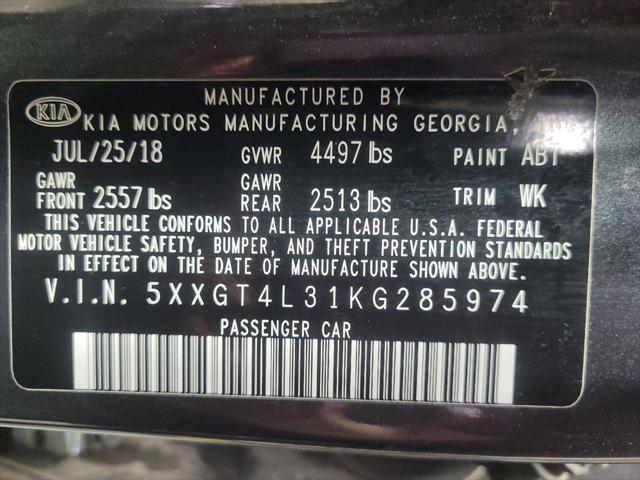 MANUFACTURED BY
KIA KIA MOTORS MANUFACTURING GEORGIA, INC.
JUL/25/18 GVWR 4497 lbs PAINT ABT
GAWR FRONT 2557 lbs GAWR REAR 2513 lbs TRIM WK
THIS VEHICLE CONFORMS TO ALL APPLICABLE U.S.A. FEDERAL
MOTOR VEHICLE SAFETY, BUMPER, AND THEFT PREVENTION STANDARDS
IN EFFECT ON THE DATE OF MANUFACTURE SHOWN ABOVE.
V.I.N. 5XXGT4L31KG285974
PASSENGER CAR